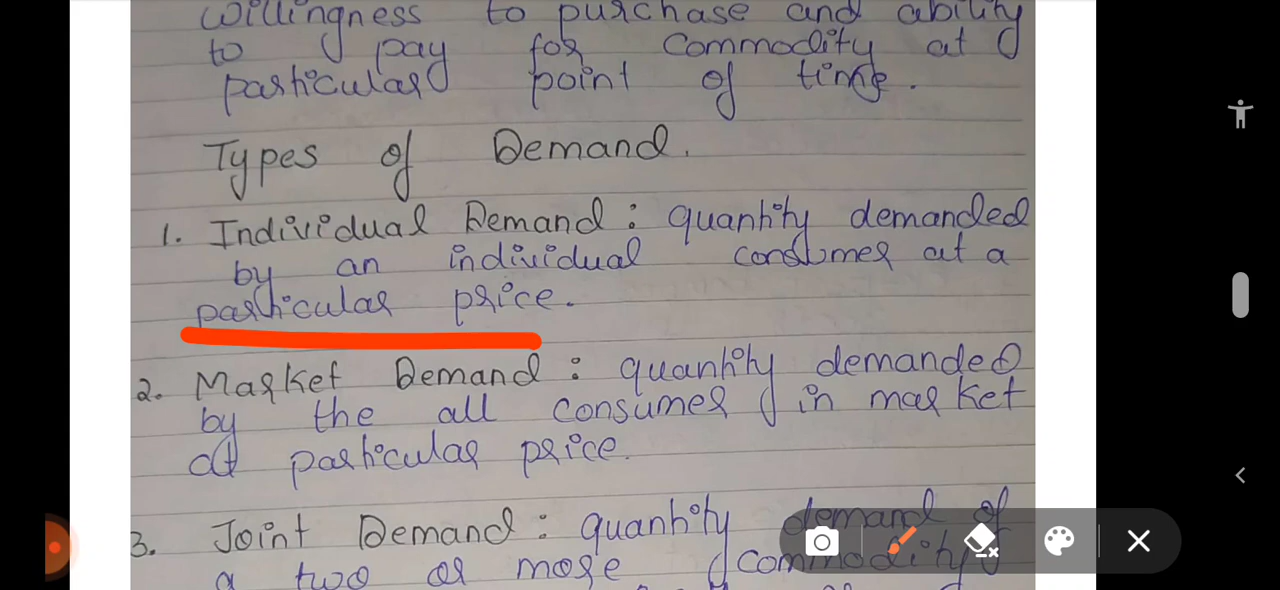 willingness to purchase and ability
to pay for commodity at
particular point of time.
Types of Demand.
1. Individual Demand : quantity demanded
by an individual consumer at a
particular price.
2. Market Demand : quantity demanded
by the all consumer in market
at particular price.
3. Joint Demand : quantity demand of
a two or more commodity